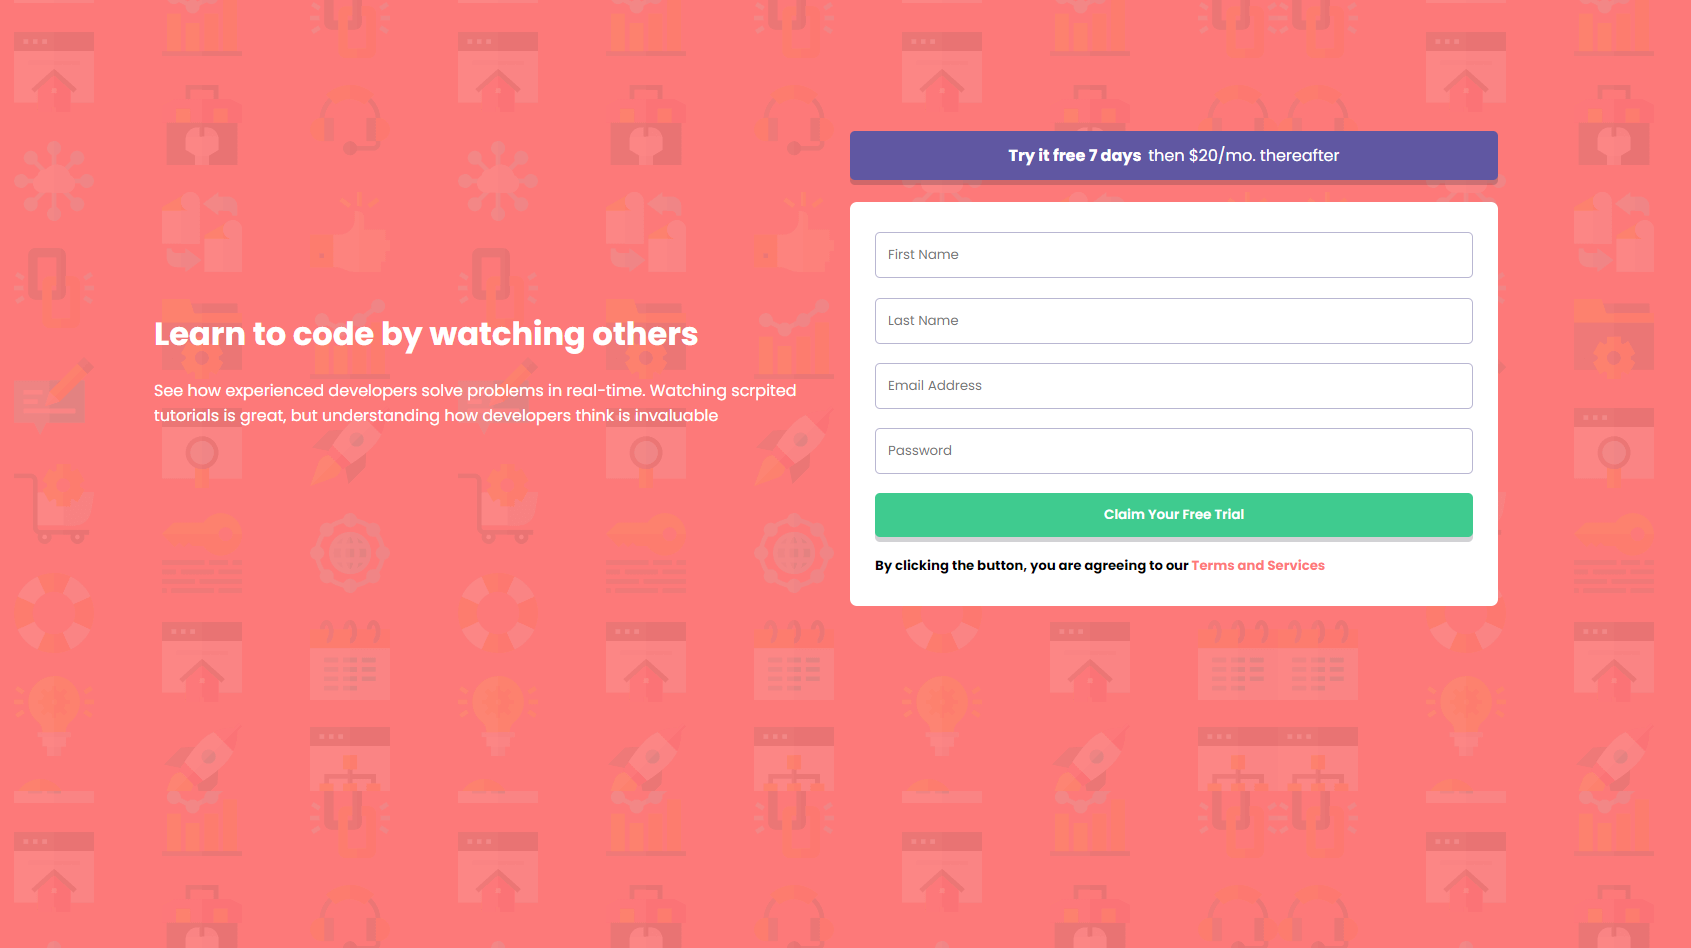 Learn to code by watching others
See how experienced developers solve problems in real-time. Watching scrpited
tutorials is great, but understanding how developers think is invaluable
Try it free 7 days then $20/mo. thereafter
First Name
Last Name
Email Address
Password
Claim Your Free Trial
By clicking the button, you are agreeing to our Terms and Services